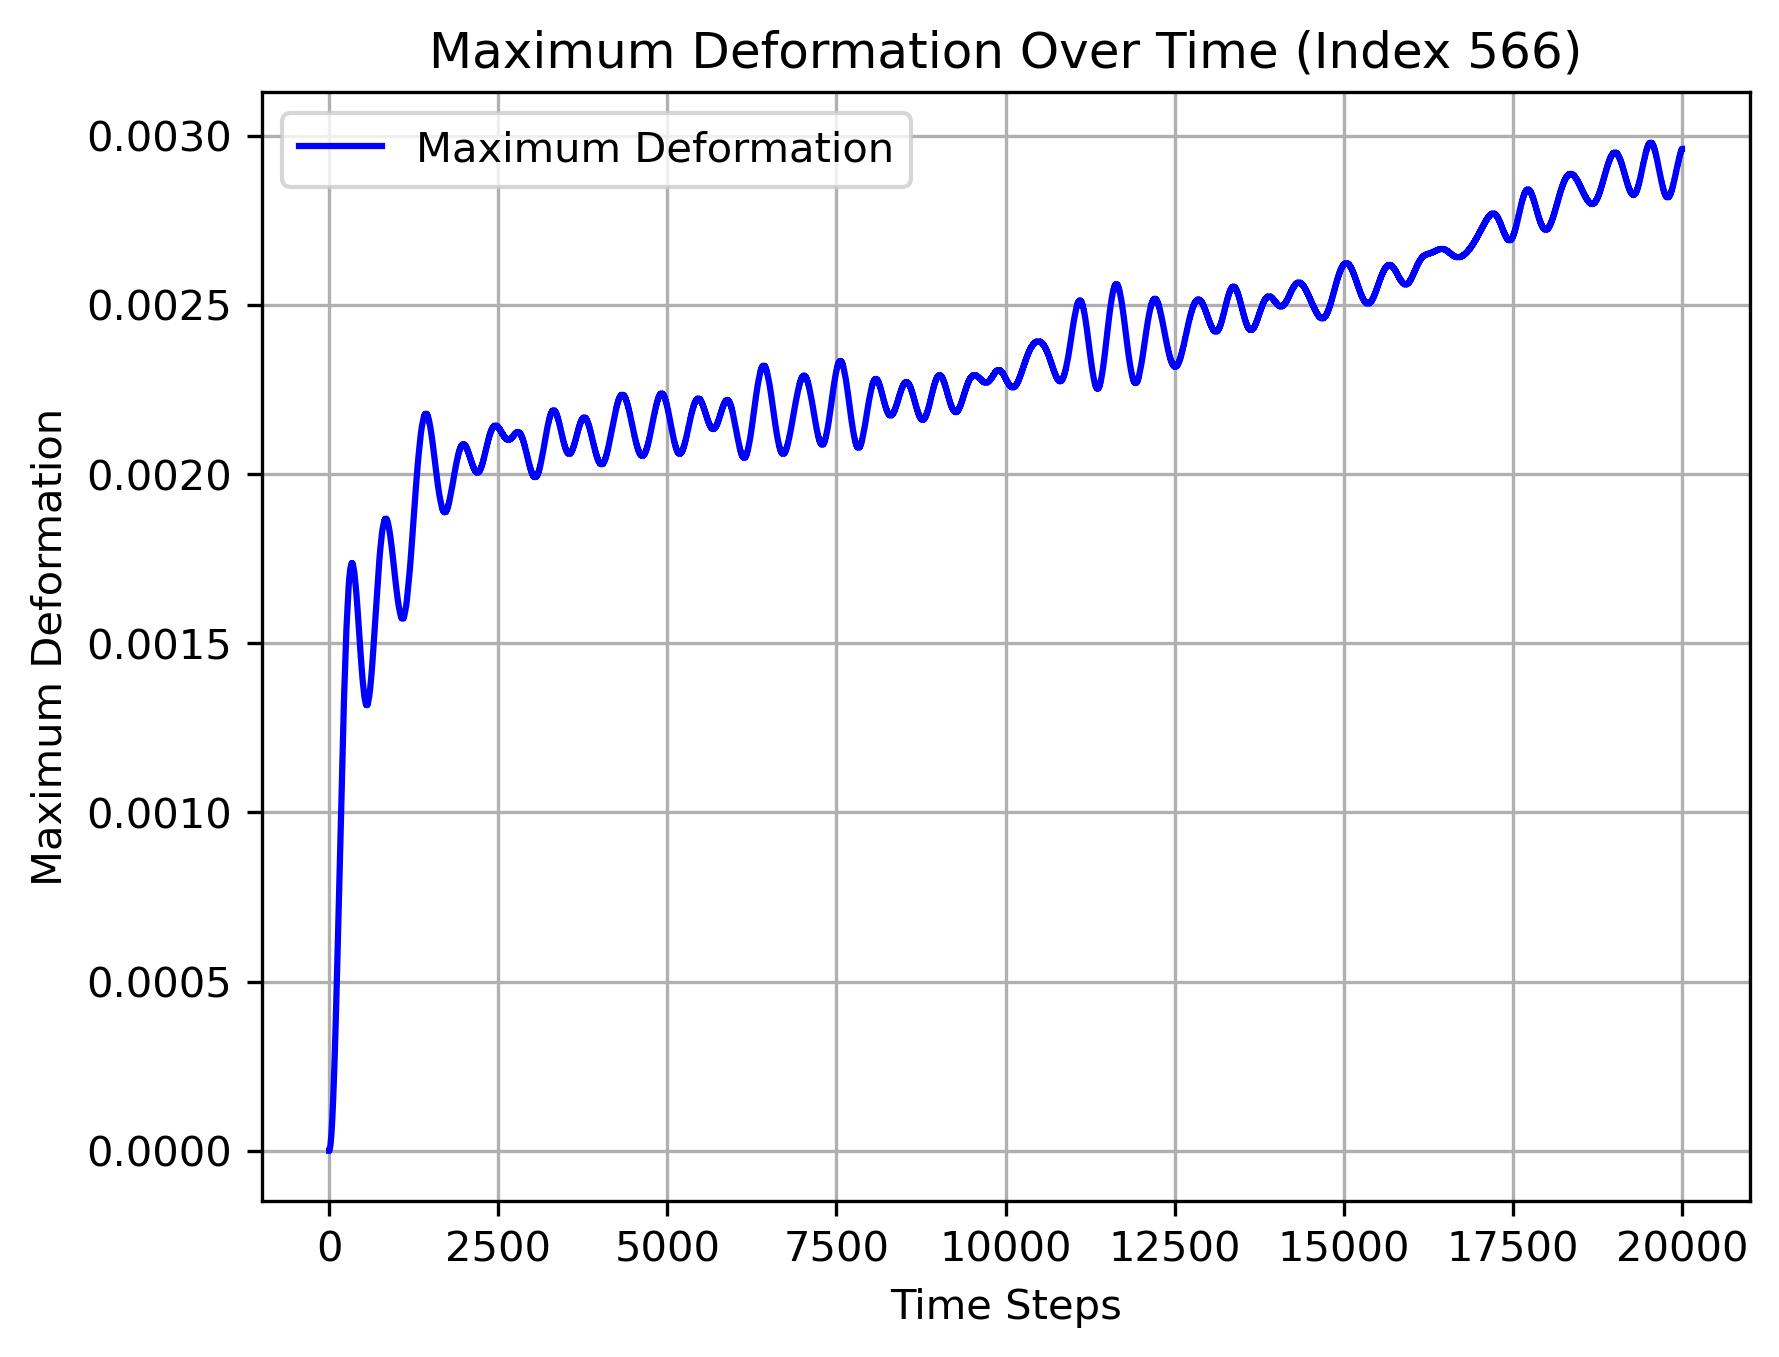 Maximum Deformation Over Time (Index 566)
Maximum Deformation
0.0030
0.0025
0.0020
0.0015
0.0010
0.0005
0.0000
Maximum Deformation
0 2500 5000 7500 10000 12500 15000 17500 20000
Time Steps